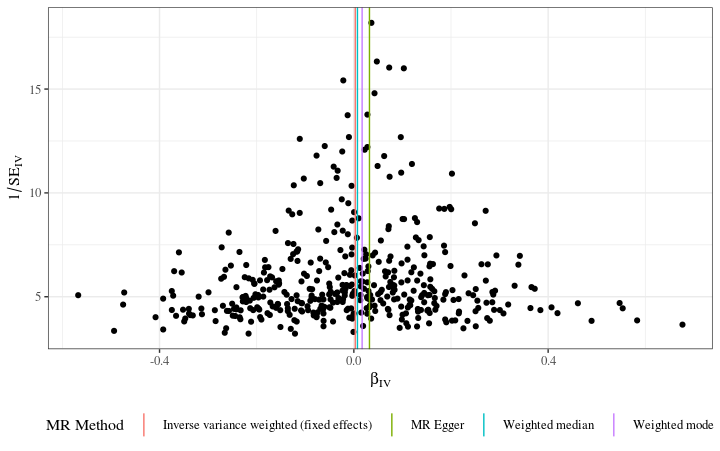 15
10
5
1/SE_IV
-0.4
0.0
0.4
β_IV
MR Method
Inverse variance weighted (fixed effects)
MR Egger
Weighted median
Weighted mode